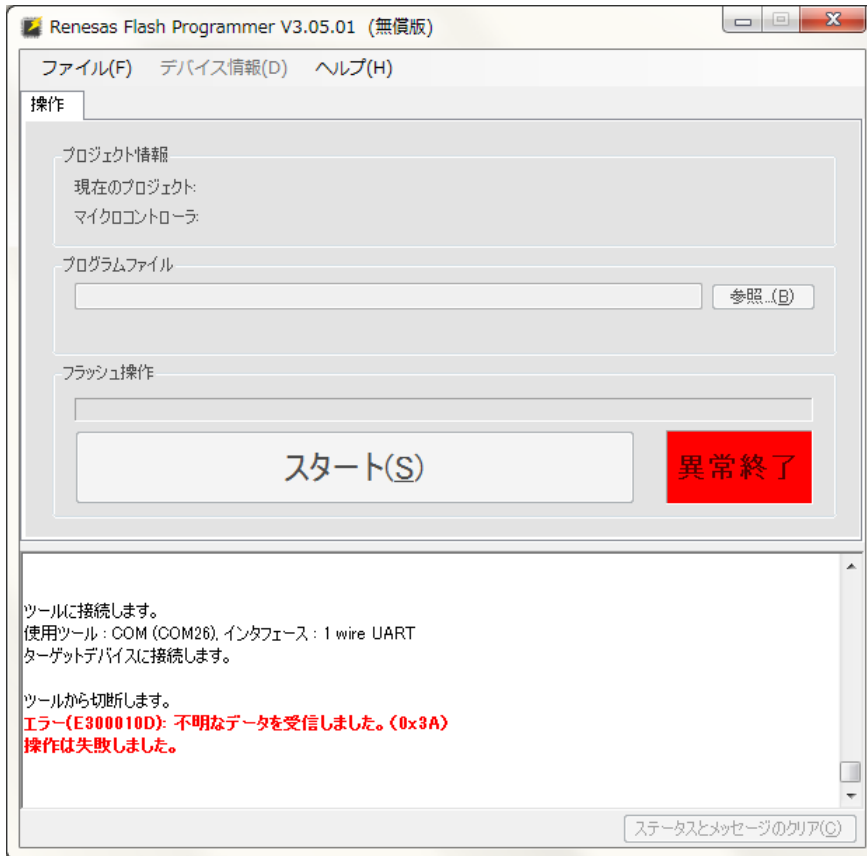 Renesas Flash Programmer V3.05.01 (無償版)
ファイル(F) デバイス情報(D) ヘルプ(H)
操作
プロジェクト情報
現在のプロジェクト:
マイクロコントローラ:
プログラムファイル
参照...(B)
フラッシュ操作
スタート(S)
異常終了
ツールに接続します。
使用ツール : COM (COM26), インタフェース : 1 wire UART
ターゲットデバイスに接続します。
ツールから切断します。
エラー(E300010D): 不明なデータを受信しました。(0x3A)
操作は失敗しました。
ステータスとメッセージのクリア(C)